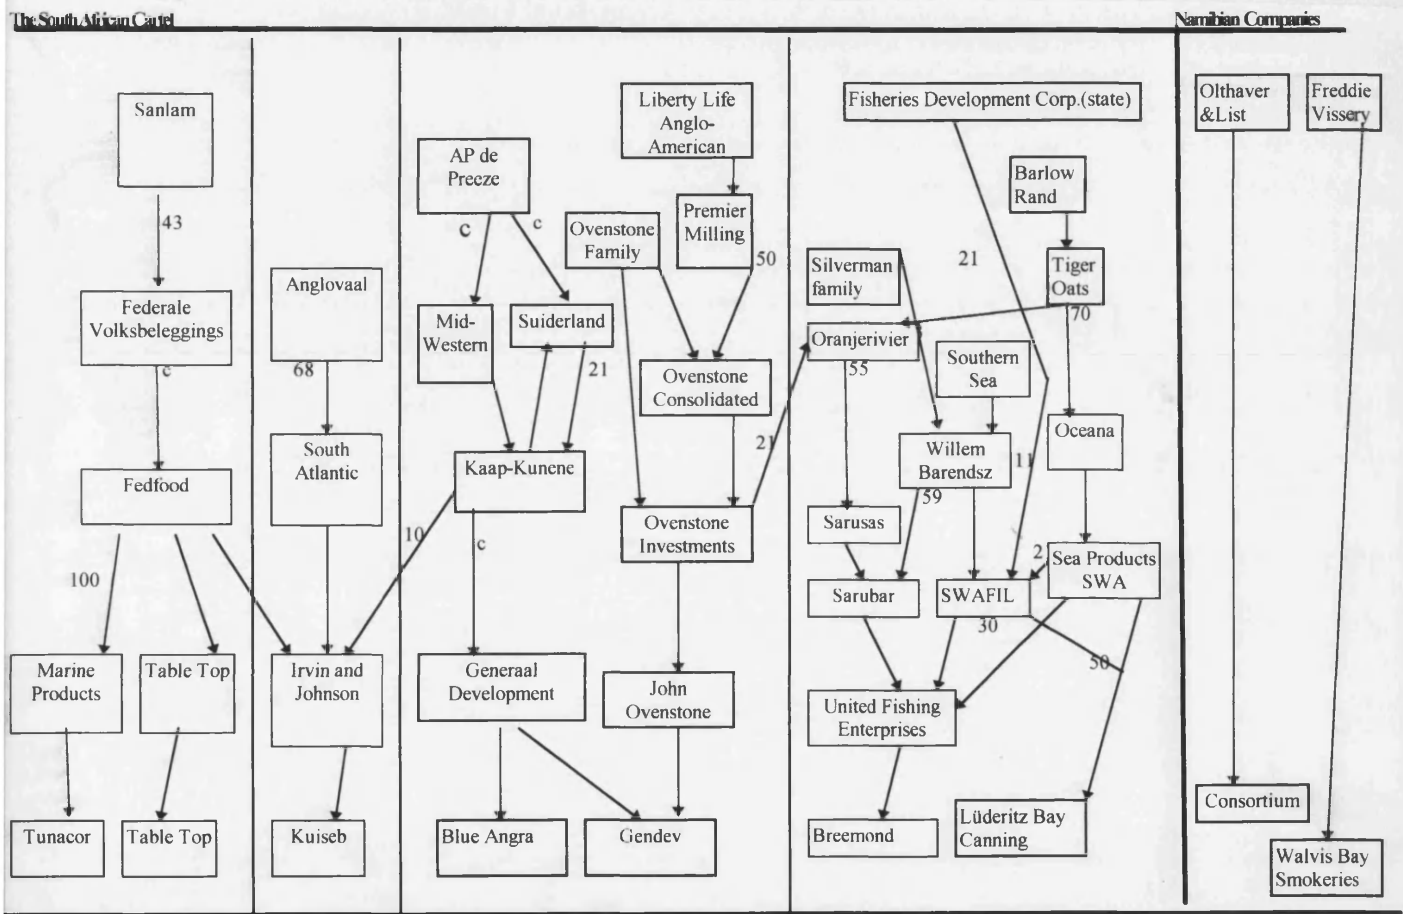 The South African Cartel
Namibian Companies
Sanlam
43
Federale
Volksbeleggings
c
Fedfood
100
Marine
Products
Table Top
Tunacor
Table Top
Anglovaal
68
South
Atlantic
Irvin and
Johnson
Kuiseb
AP de
Preeze
c
c
Mid-
Western
Suiderland
21
Kaap-Kunene
10
c
Generaal
Development
Blue Angra
Liberty Life
Anglo-
American
Ovenstone
Family
Premier
Milling
50
Ovenstone
Consolidated
21
Ovenstone
Investments
John
Ovenstone
Gendev
Fisheries Development Corp.(state)
Barlow
Rand
Silverman
family
21
Tiger
Oats
70
Oranjerivier
55
Southern
Sea
Oceana
Willem
Barendsz
11
59
Sarusas
2
Sea Products
SWA
Sarubar
SWAFIL
30
50
United Fishing
Enterprises
Breemond
Lüderitz Bay
Canning
Olthaver
&List
Freddie
Vissery
Consortium
Walvis Bay
Smokeries